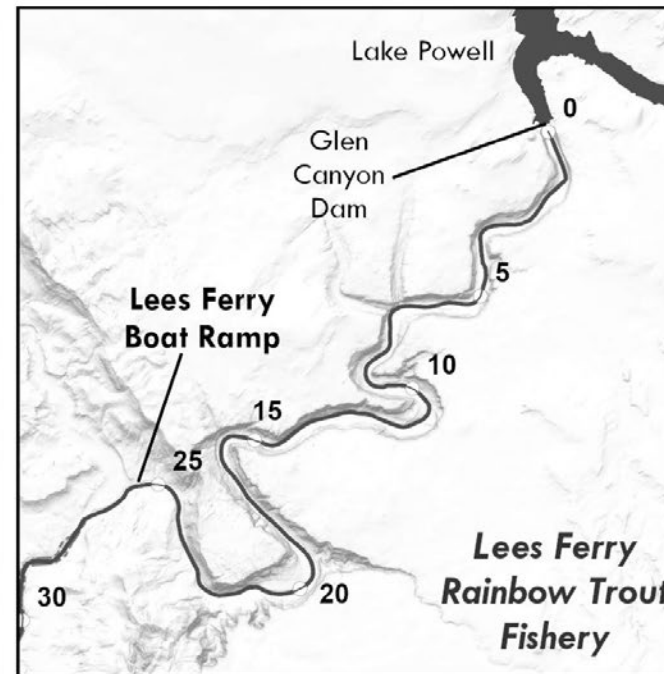 Lake Powell
0
Glen
Canyon
Dam
5
Lees Ferry
Boat Ramp
10
15
25
Lees Ferry
Rainbow Trout
Fishery
30
20